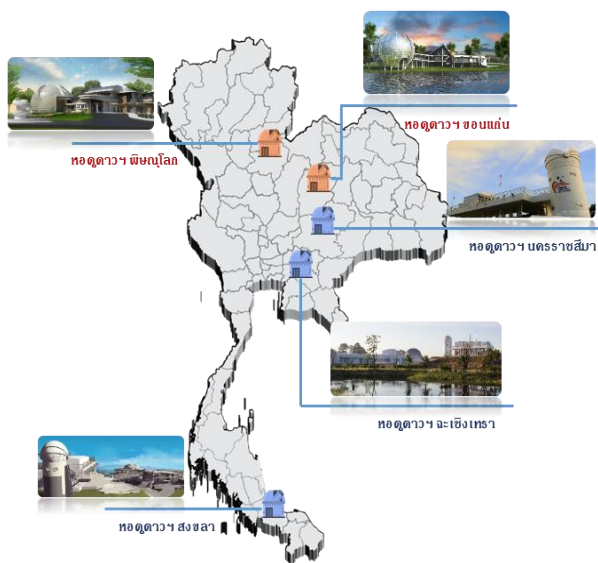 หอดูดาวฯ ขอนแก่น
หอดูดาวฯ พิษณุโลก
หอดูดาวฯ นครราชสีมา
หอดูดาวฯ ฉะเชิงเทรา
หอดูดาวฯ สงขลา